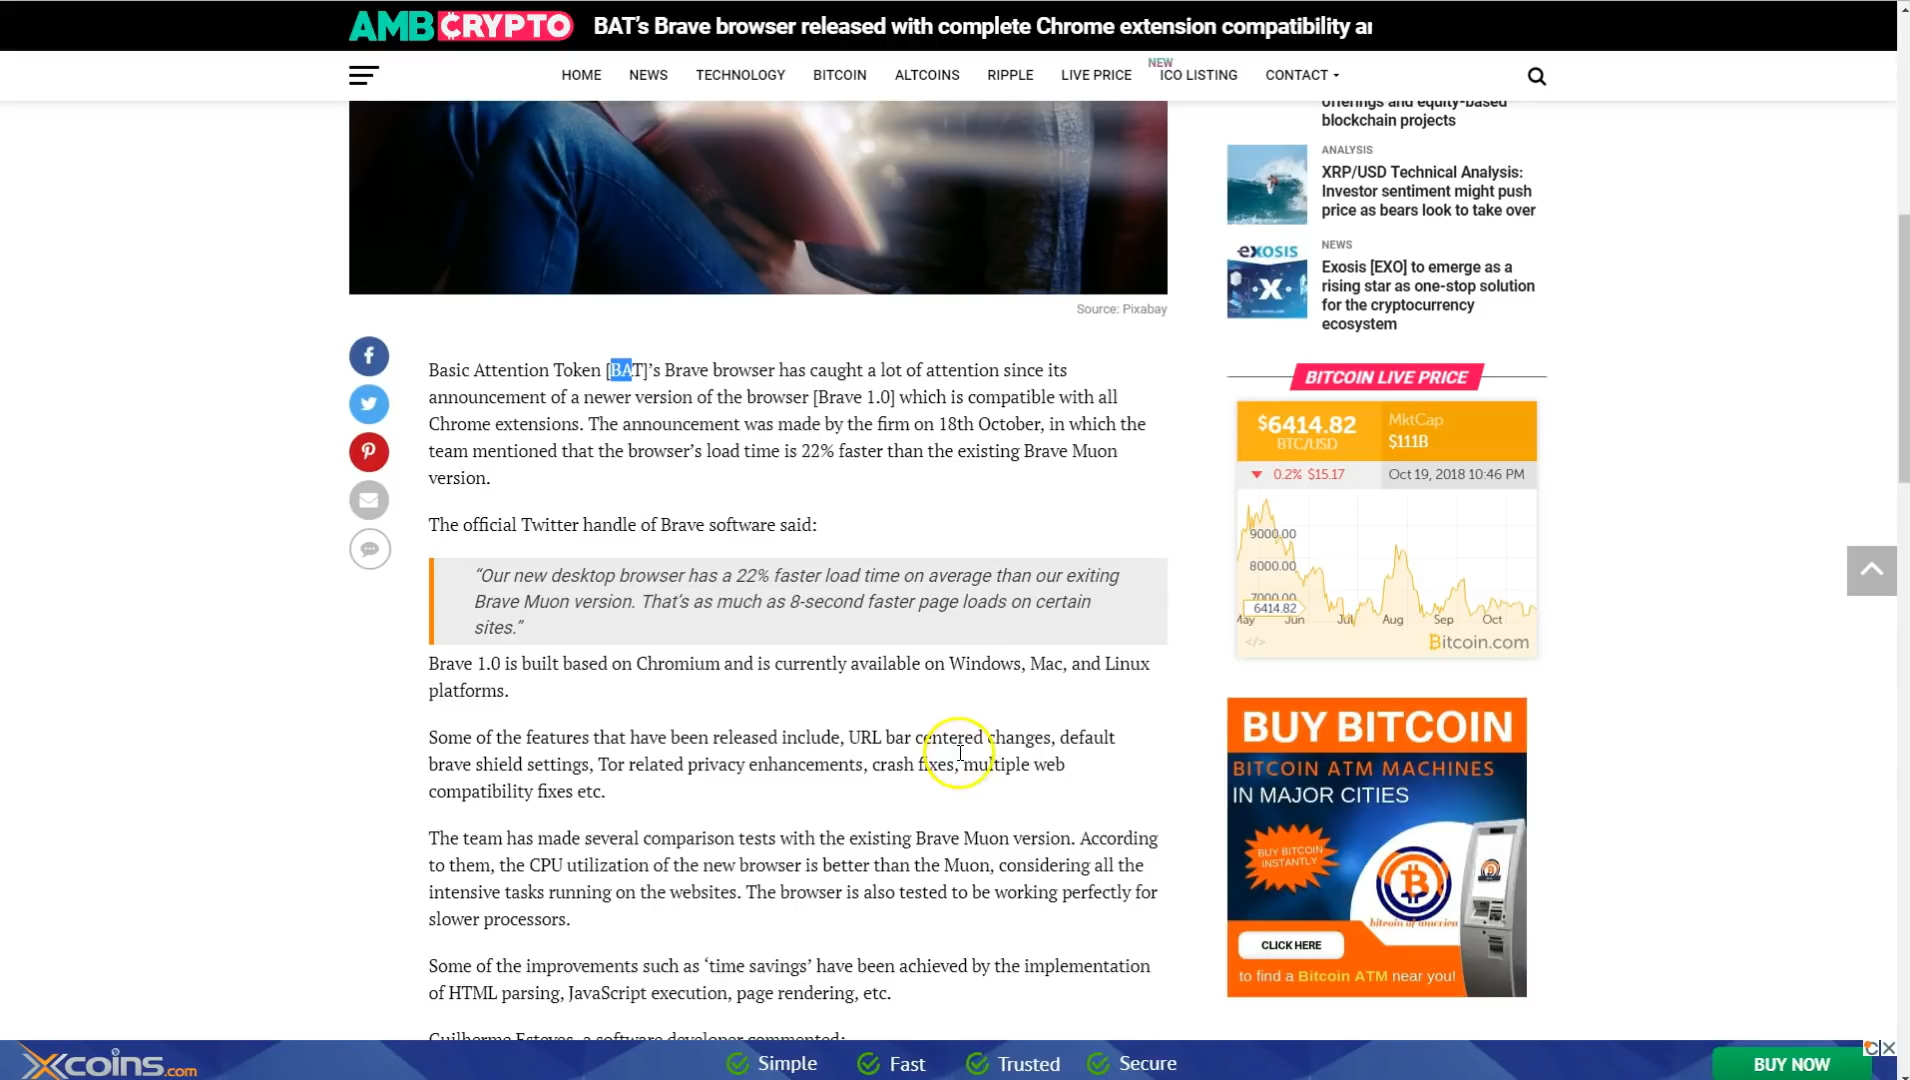 AMBCRYPTO
BAT’s Brave browser released with complete Chrome extension compatibility
HOME NEWS TECHNOLOGY BITCOIN ALTCOINS RIPPLE LIVE PRICE NEW ICO LISTING CONTACT
offerings and equity-based
blockchain projects
ANALYSIS
XRP/USD Technical Analysis:
Investor sentiment might push
price as bears look to take over
NEWS
Exosis [EXO] to emerge as a
rising star as one-stop solution
for the cryptocurrency
ecosystem
exosis
X
Source: Pixabay
Basic Attention Token [BAT]’s Brave browser has caught a lot of attention since its
announcement of a newer version of the browser [Brave 1.0] which is compatible with all
Chrome extensions. The announcement was made by the firm on 18th October, in which the
team mentioned that the browser’s load time is 22% faster than the existing Brave Muon
version.
The official Twitter handle of Brave software said:
“Our new desktop browser has a 22% faster load time on average than our exiting
Brave Muon version. That’s as much as 8-second faster page loads on certain
sites.”
Brave 1.0 is built based on Chromium and is currently available on Windows, Mac, and Linux
platforms.
Some of the features that have been released include, URL bar centered changes, default
brave shield settings, Tor related privacy enhancements, crash fixes, multiple web
compatibility fixes etc.
The team has made several comparison tests with the existing Brave Muon version. According
to them, the CPU utilization of the new browser is better than the Muon, considering all the
intensive tasks running on the websites. The browser is also tested to be working perfectly for
slower processors.
Some of the improvements such as ‘time savings’ have been achieved by the implementation
of HTML parsing, JavaScript execution, page rendering, etc.
Guilherme Esteves, a software developer commented:
BITCOIN LIVE PRICE
$6414.82
BTC/USD
MktCap
$111B
0.2% $15.17
Oct 19, 2018 10:46 PM
9000.00
8000.00
7000.00
6414.82
May Jun Jul Aug Sep Oct
</> Bitcoin.com
BUY BITCOIN
BITCOIN ATM MACHINES
IN MAJOR CITIES
BUY BITCOIN
INSTANTLY
bitcoin of america
CLICK HERE
to find a Bitcoin ATM near you!
xcoins.com
Simple Fast Trusted Secure
BUY NOW